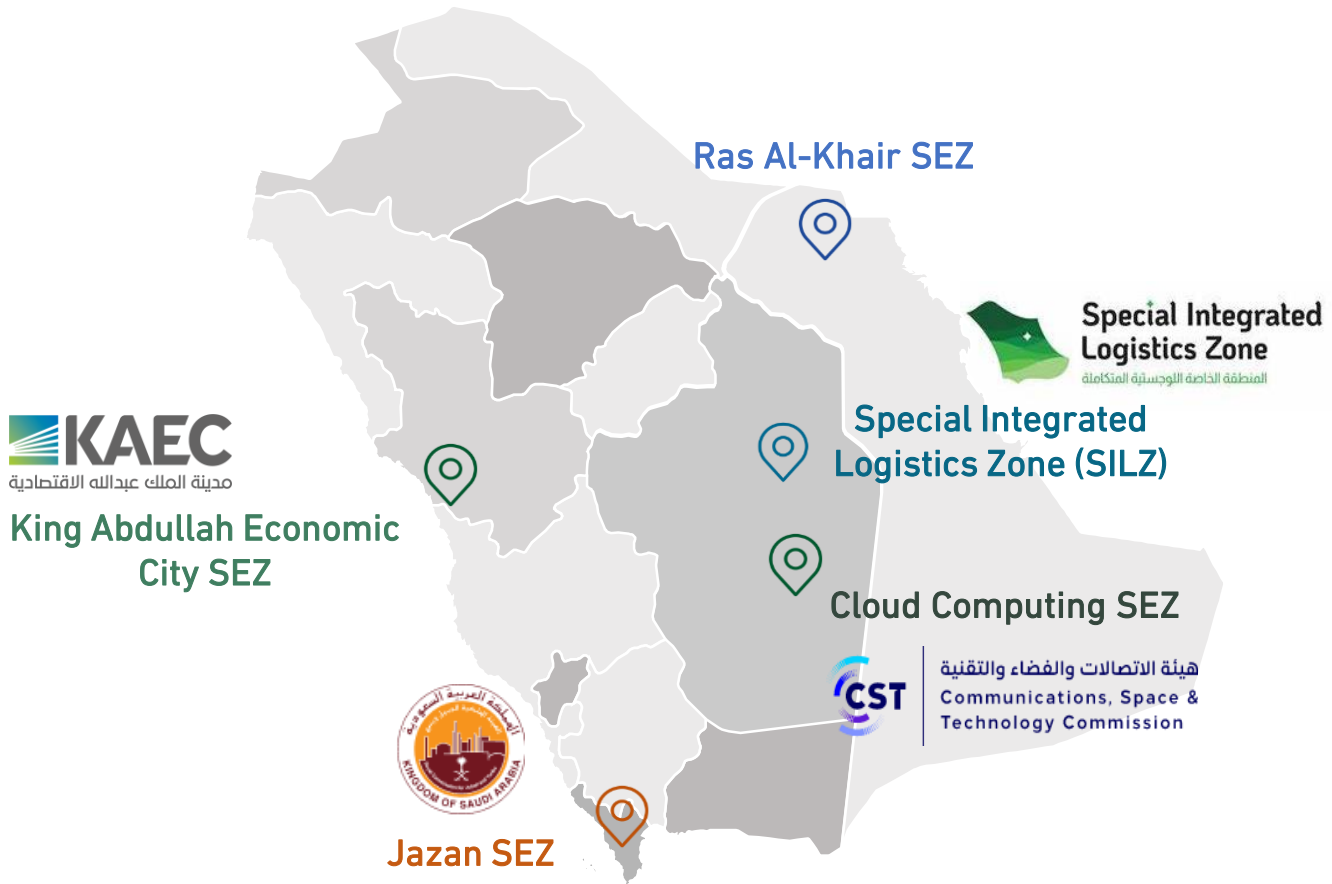 Ras Al-Khair SEZ
Special Integrated
Logistics Zone
المنطقة الخاصة اللوجستية المتكاملة
Special Integrated
Logistics Zone (SILZ)
KAEC
مدينة الملك عبدالله الاقتصادية
King Abdullah Economic
City SEZ
Cloud Computing SEZ
CST
هيئة الاتصالات والفضاء والتقنية
Communications, Space &
Technology Commission
المملكة العربية السعودية
KINGDOM OF SAUDI ARABIA
Jazan SEZ